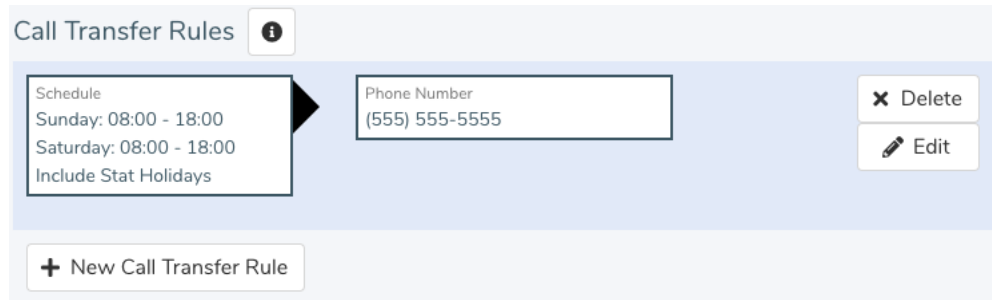 Call Transfer Rules
Schedule
Sunday: 08:00 - 18:00
Saturday: 08:00 - 18:00
Include Stat Holidays
Phone Number
(555) 555-5555
Delete
Edit
New Call Transfer Rule